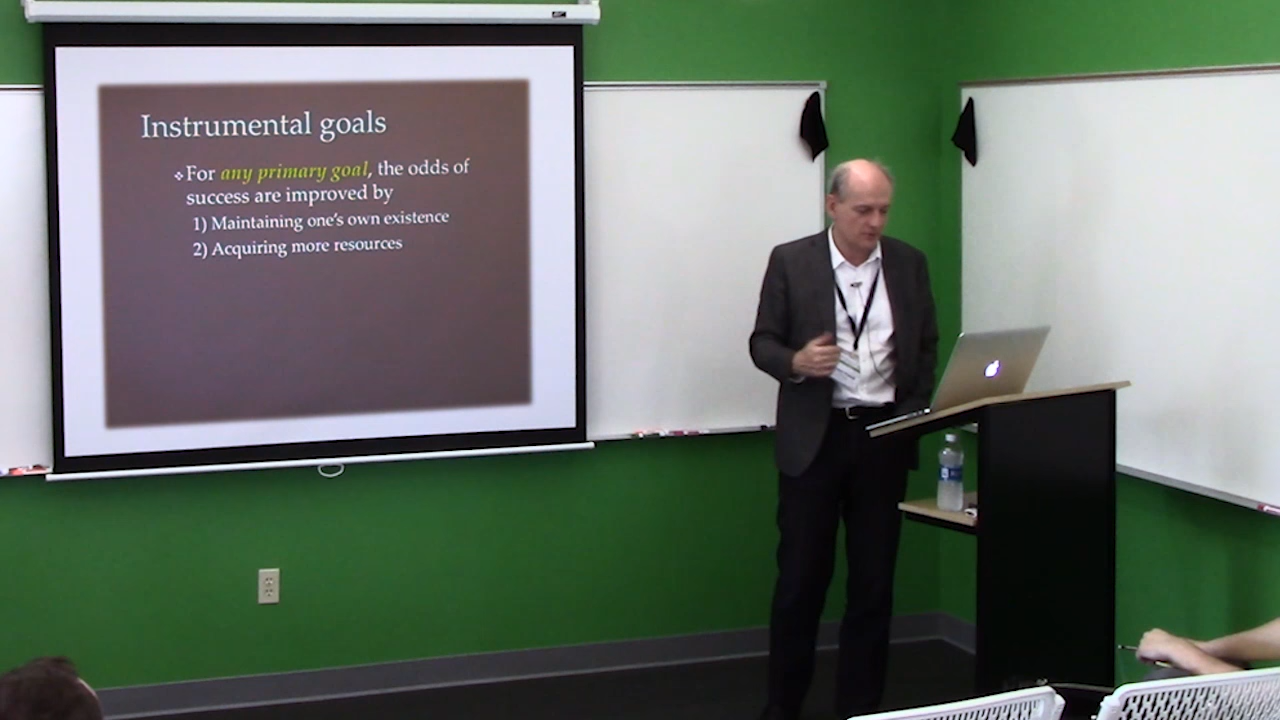 Instrumental goals
❖For any primary goal, the odds of
success are improved by
1) Maintaining one's own existence
2) Acquiring more resources